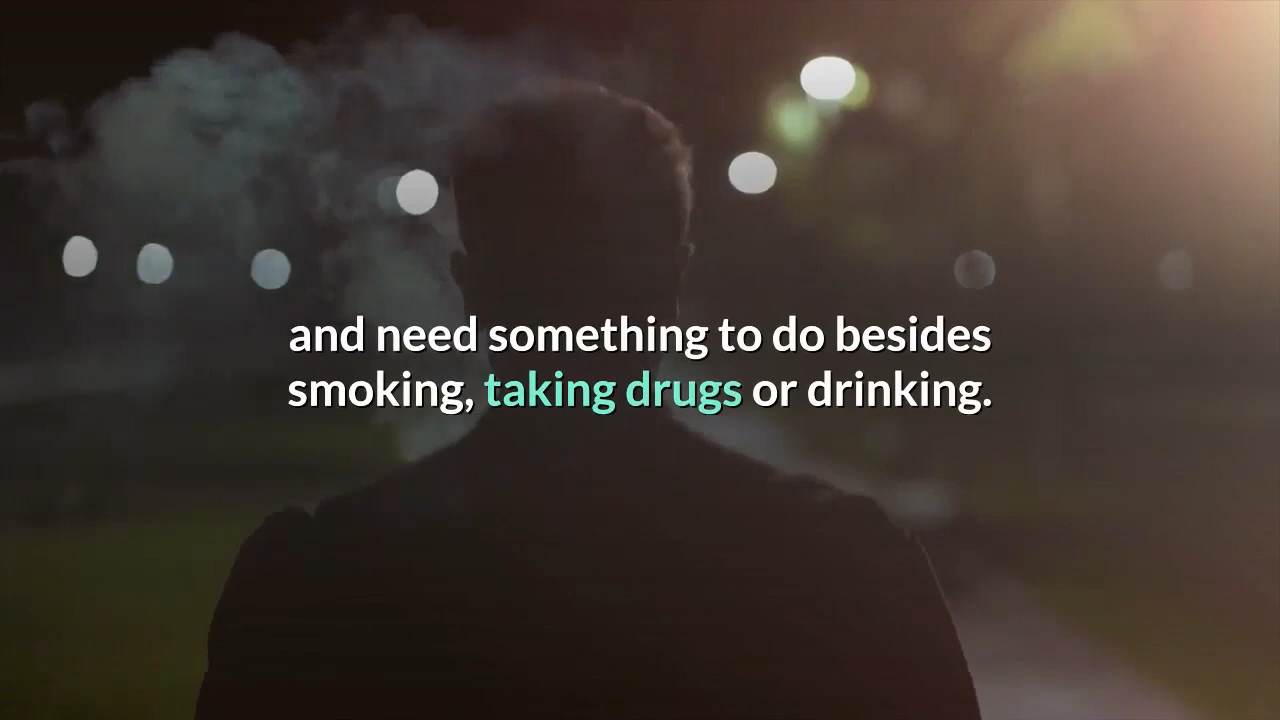 and need something to do besides
smoking, taking drugs or drinking.